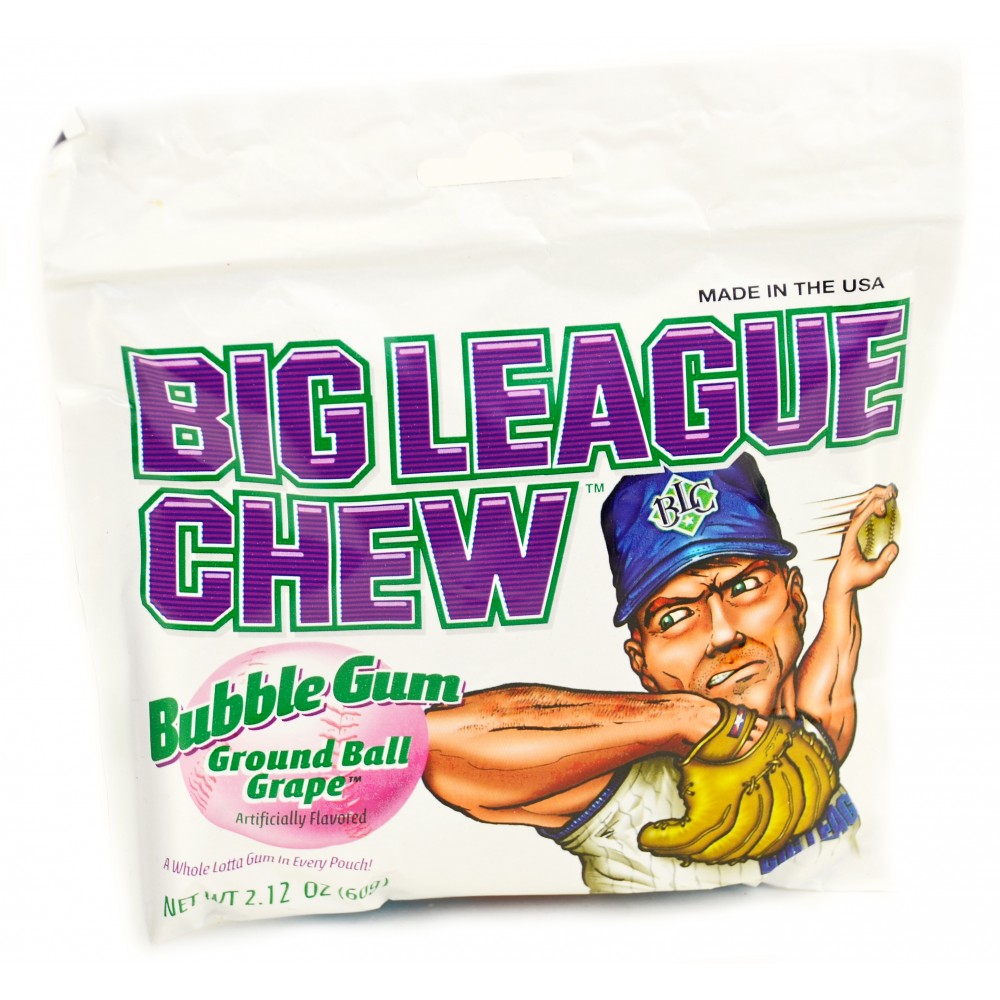 MADE IN THE USA
BIG LEAGUE
CHEW™
BLC
Bubble Gum
Ground Ball
Grape™
Artificially Flavored
A Whole Lotta Gum In Every Pouch!
NET WT 2.12 OZ (60g)